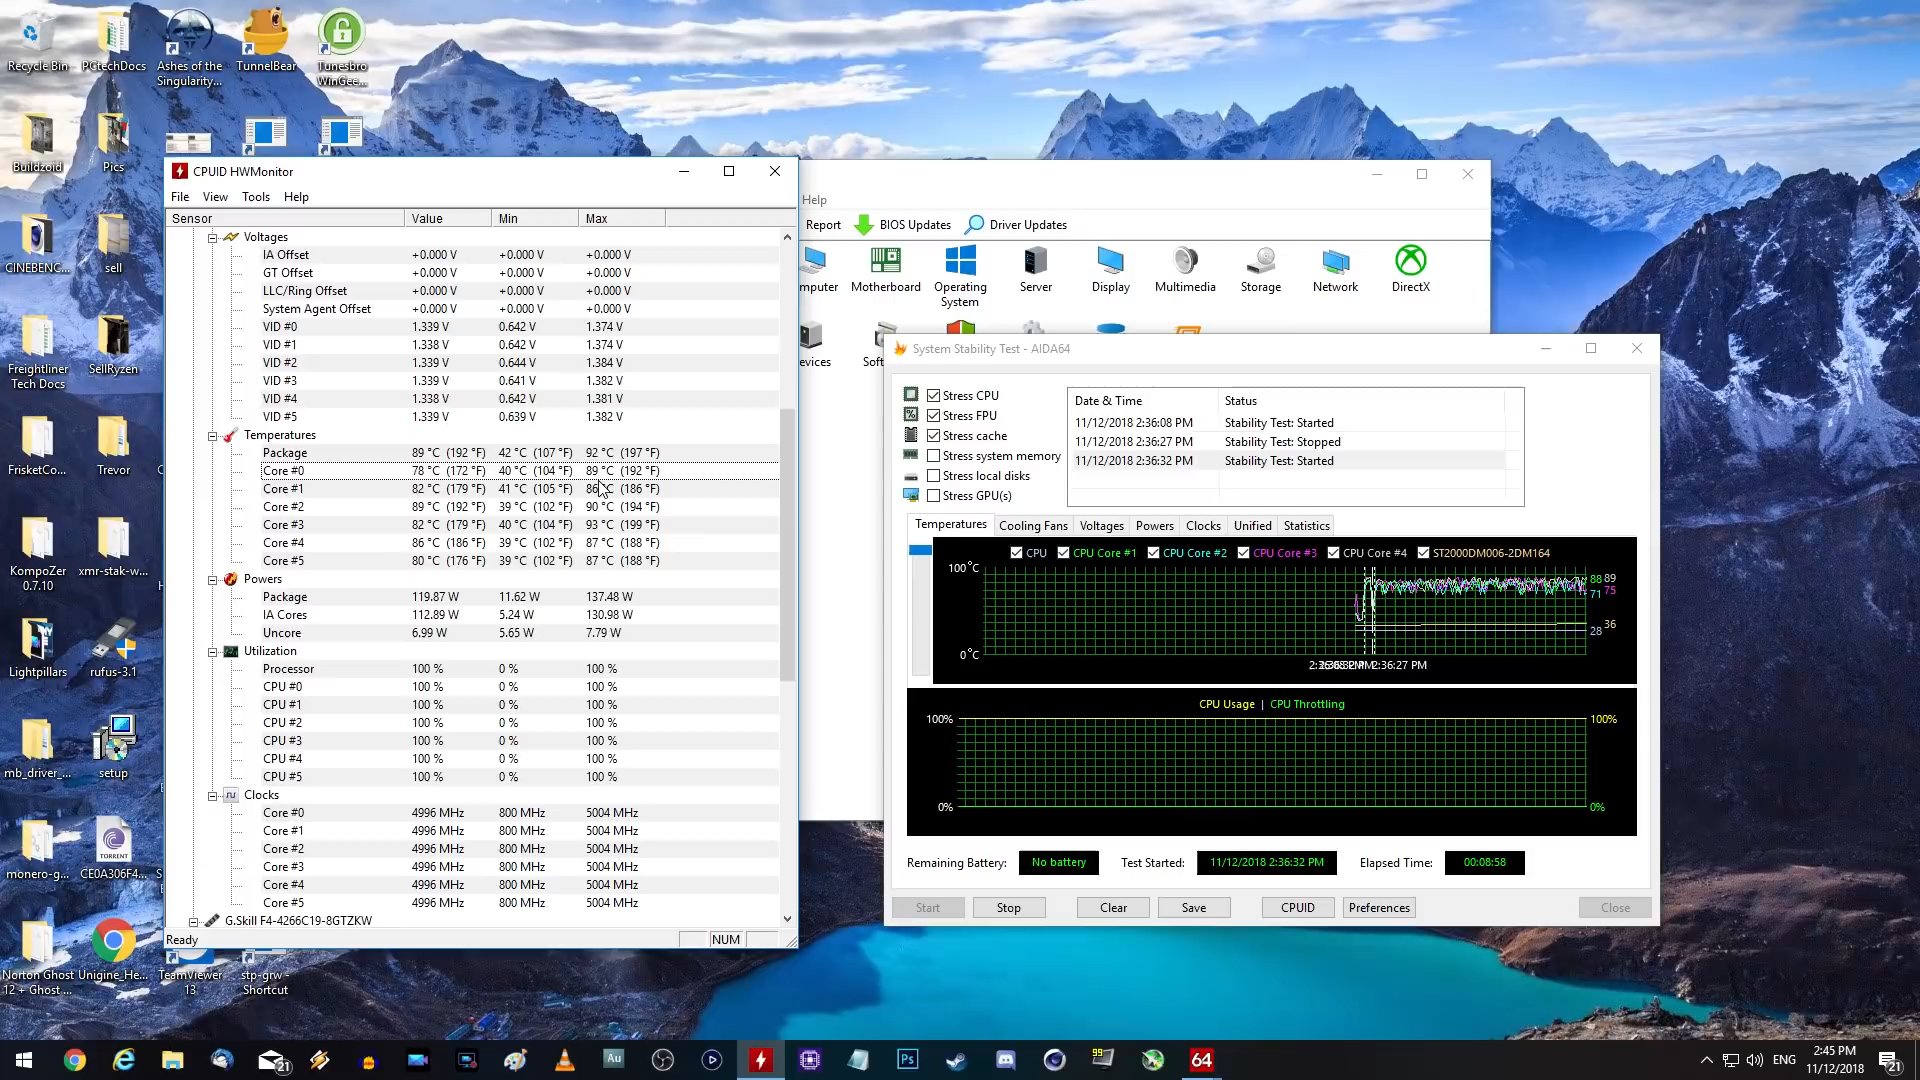 Recycle Bin
PCtechDocs
Ashes of the
Singularity...
TunnelBear
Tunesbro
WinGee...
Buildzoid
Pics
CINEBENC...
sell
Freightliner
Tech Docs
SellRyzen
FrisketCo...
Trevor
KompoZer
0.7.10
xmr-stak-w...
Lightpillars
rufus-3.1
mb_driver_...
setup
monero-g...
TORRENT
CE0A306F4...
Norton Ghost
12 + Ghost ...
Unigine_He...
TeamViewer
13
stp-grw -
Shortcut
CPUID HWMonitor
File View Tools Help
Sensor Value Min Max
Voltages
IA Offset +0.000 V +0.000 V +0.000 V
GT Offset +0.000 V +0.000 V +0.000 V
LLC/Ring Offset +0.000 V +0.000 V +0.000 V
System Agent Offset +0.000 V +0.000 V +0.000 V
VID #0 1.339 V 0.642 V 1.374 V
VID #1 1.338 V 0.642 V 1.374 V
VID #2 1.339 V 0.644 V 1.384 V
VID #3 1.339 V 0.641 V 1.382 V
VID #4 1.338 V 0.642 V 1.381 V
VID #5 1.339 V 0.639 V 1.382 V
Temperatures
Package 89 °C (192 °F) 42 °C (107 °F) 92 °C (197 °F)
Core #0 78 °C (172 °F) 40 °C (104 °F) 89 °C (192 °F)
Core #1 82 °C (179 °F) 41 °C (105 °F) 86 °C (186 °F)
Core #2 89 °C (192 °F) 39 °C (102 °F) 90 °C (194 °F)
Core #3 82 °C (179 °F) 40 °C (104 °F) 93 °C (199 °F)
Core #4 86 °C (186 °F) 39 °C (102 °F) 87 °C (188 °F)
Core #5 80 °C (176 °F) 39 °C (102 °F) 87 °C (188 °F)
Powers
Package 119.87 W 11.62 W 137.48 W
IA Cores 112.89 W 5.24 W 130.98 W
Uncore 6.99 W 5.65 W 7.79 W
Utilization
Processor 100 % 0 % 100 %
CPU #0 100 % 0 % 100 %
CPU #1 100 % 0 % 100 %
CPU #2 100 % 0 % 100 %
CPU #3 100 % 0 % 100 %
CPU #4 100 % 0 % 100 %
CPU #5 100 % 0 % 100 %
Clocks
Core #0 4996 MHz 800 MHz 5004 MHz
Core #1 4996 MHz 800 MHz 5004 MHz
Core #2 4996 MHz 800 MHz 5004 MHz
Core #3 4996 MHz 800 MHz 5004 MHz
Core #4 4996 MHz 800 MHz 5004 MHz
Core #5 4996 MHz 800 MHz 5004 MHz
G.Skill F4-4266C19-8GTZKW
Ready NUM
Help
Report BIOS Updates Driver Updates
mputer Motherboard Operating
System Server Display Multimedia Storage Network DirectX
evices Soft
System Stability Test - AIDA64
Stress CPU
Stress FPU
Stress cache
Stress system memory
Stress local disks
Stress GPU(s)
Date & Time Status
11/12/2018 2:36:08 PM Stability Test: Started
11/12/2018 2:36:27 PM Stability Test: Stopped
11/12/2018 2:36:32 PM Stability Test: Started
Temperatures Cooling Fans Voltages Powers Clocks Unified Statistics
CPU CPU Core #1 CPU Core #2 CPU Core #3 CPU Core #4 ST2000DM006-2DM164
100°C
88 89
75
71
36
28
0°C
2:36:27 PM
CPU Usage | CPU Throttling
100% 100%
0% 0%
Remaining Battery: No battery Test Started: 11/12/2018 2:36:32 PM Elapsed Time: 00:08:58
Start Stop Clear Save CPUID Preferences Close
21 Au Ps 99 64 ENG 2:45 PM
11/12/2018 21